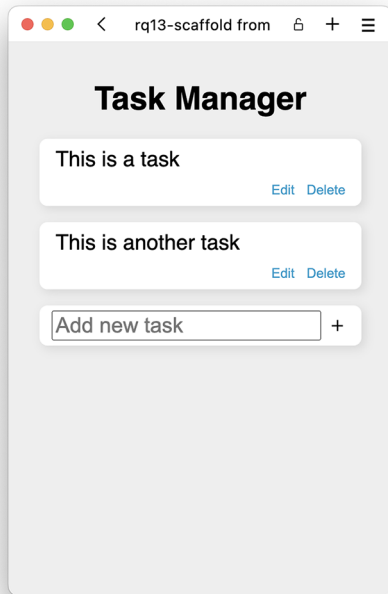 rq13-scaffold from
Task Manager
This is a task
Edit Delete
This is another task
Edit Delete
Add new task +